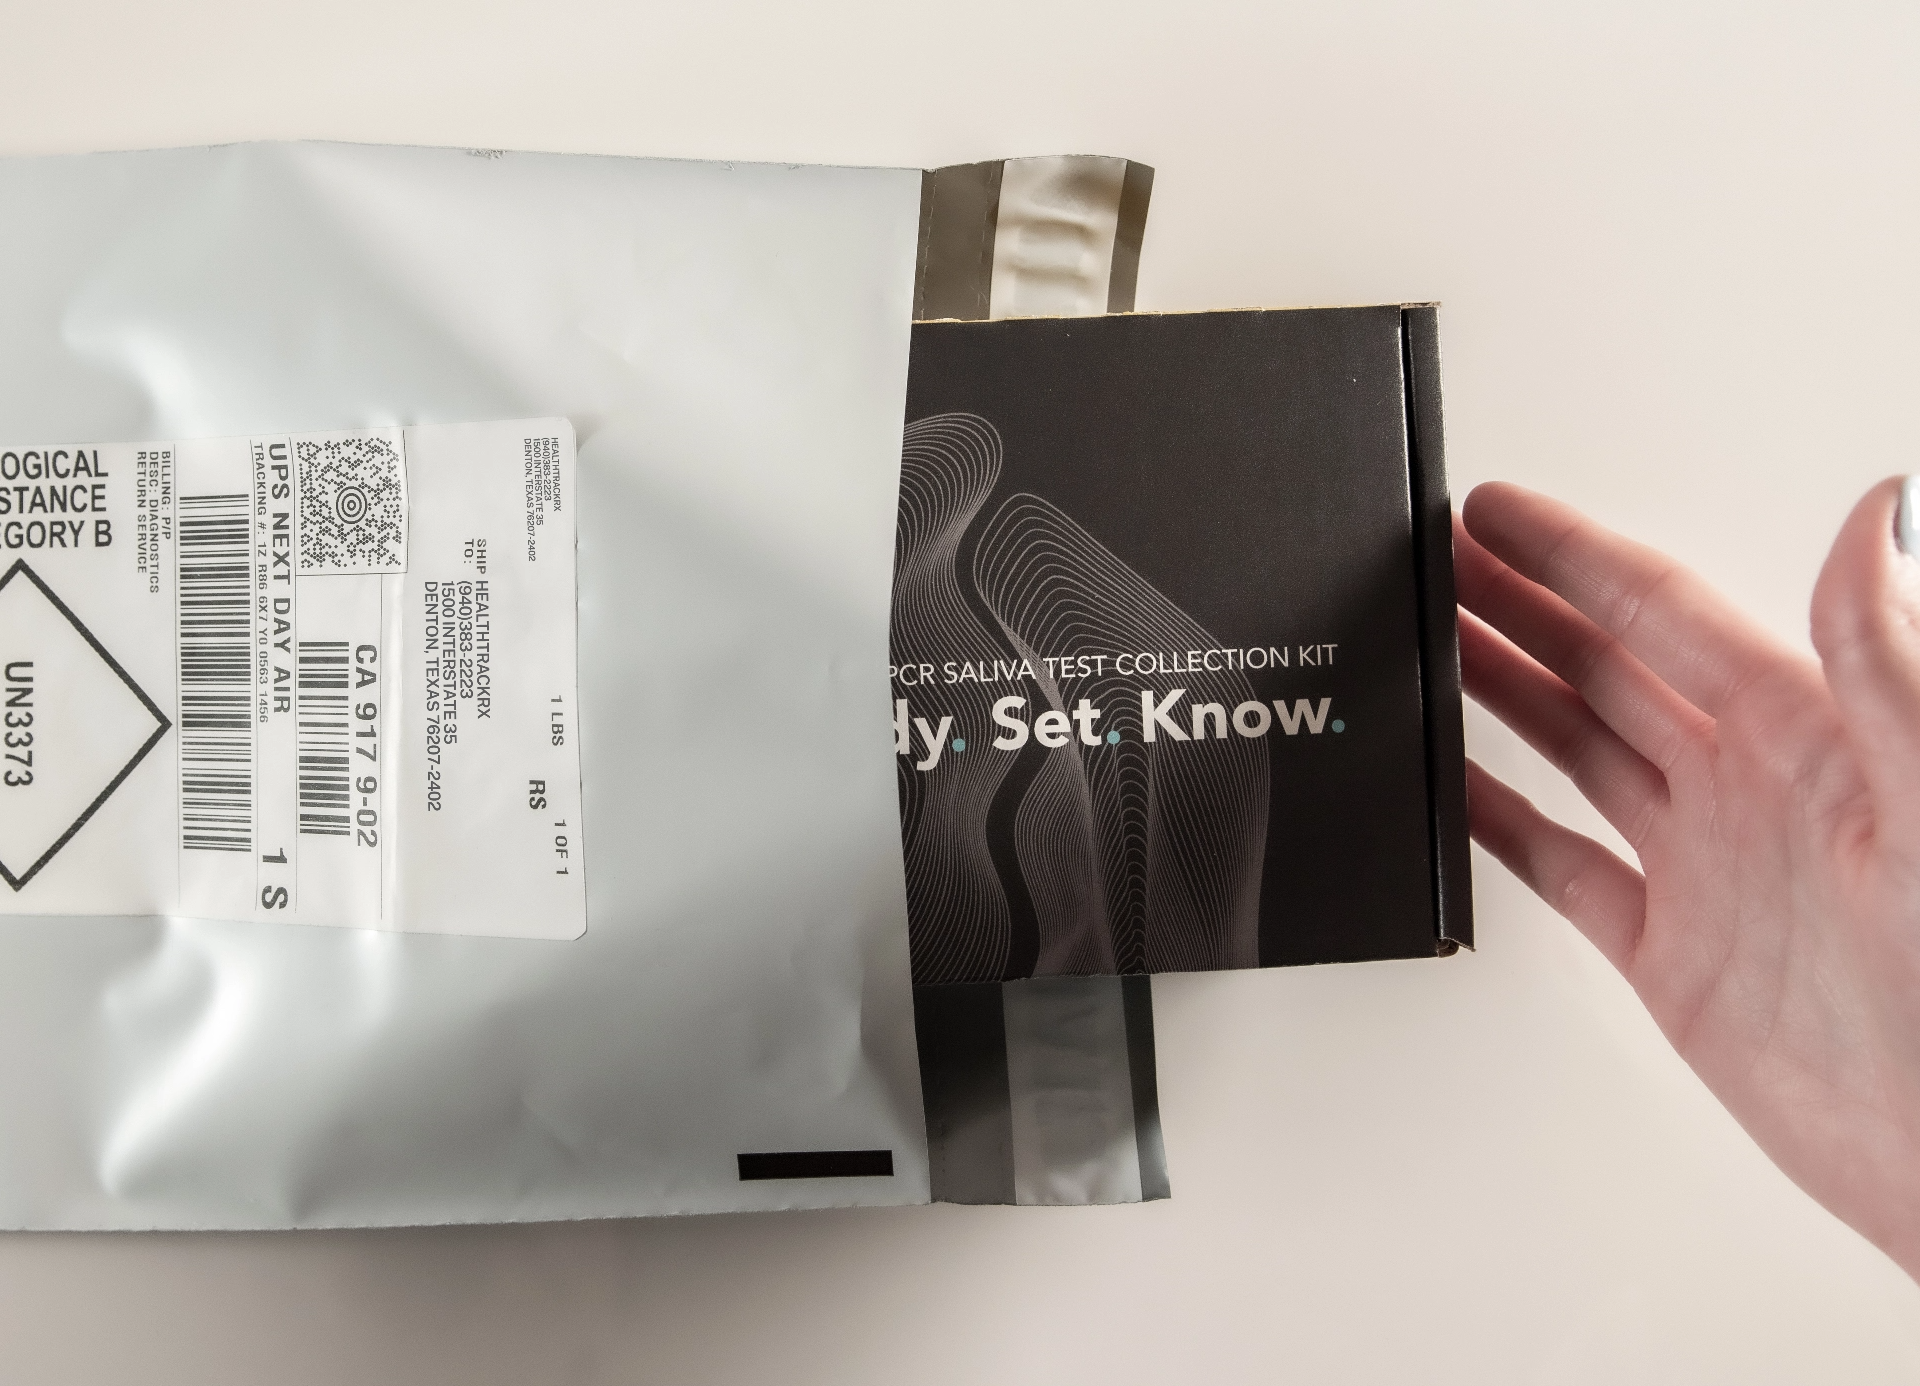 OGICAL
STANCE
EGORY B
UN3373
BILLING: P/P
DESC: DIAGNOSTICS
RETURN SERVICE
UPS NEXT DAY AIR
TRACKING #: 1Z R86 6X7 Y0 0563 1456
1 S
CA 917 9-02
HEALTHTRACKRX
(940)383-2223
1500 INTERSTATE 35
DENTON, TEXAS 76207-2402
SHIP HEALTHTRACKRX
TO: (940)383-2223
1500 INTERSTATE 35
DENTON, TEXAS 76207-2402
1 LBS
1 OF 1
RS
PCR SALIVA TEST COLLECTION KIT
dy. Set. Know.